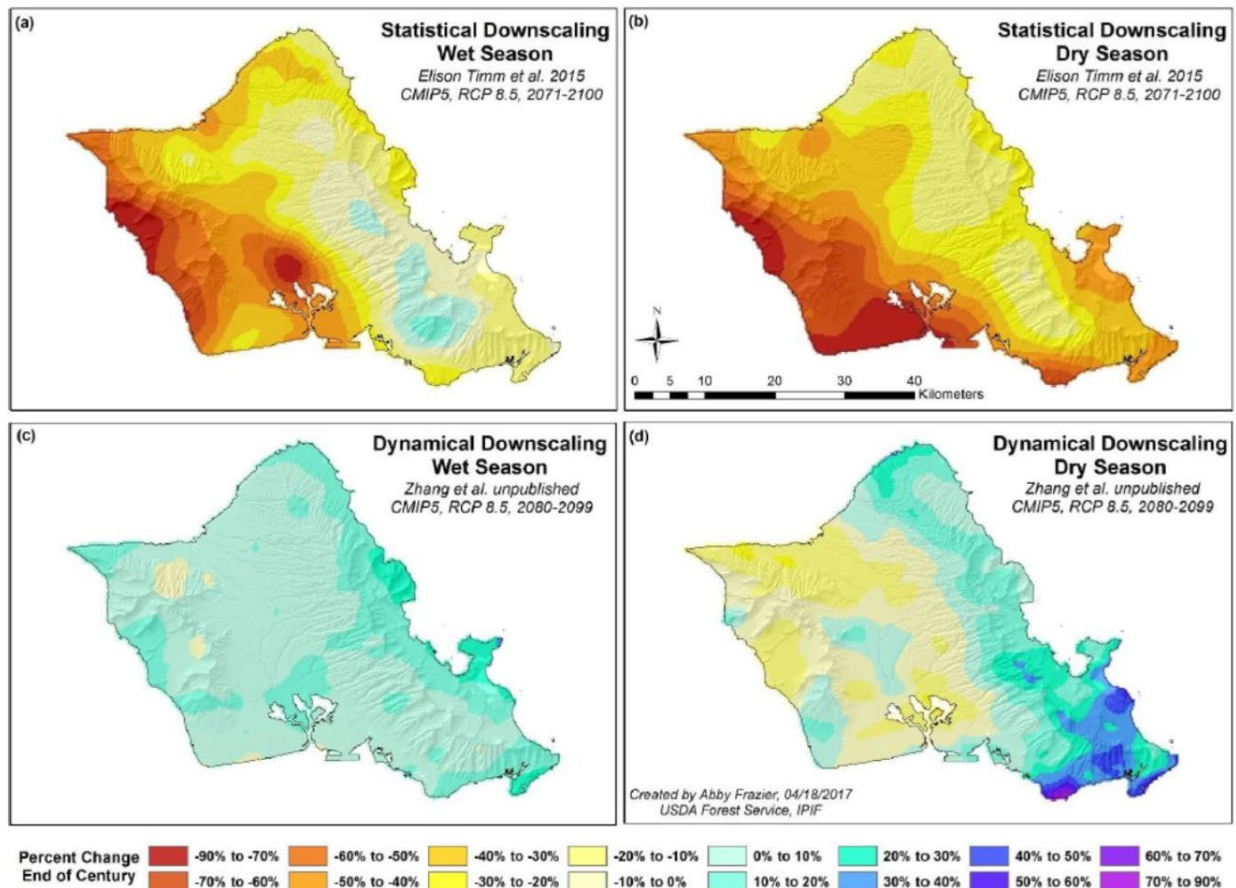 (a)
Statistical Downscaling
Wet Season
Elison Timm et al. 2015
CMIP5, RCP 8.5, 2071-2100
(b)
Statistical Downscaling
Dry Season
Elison Timm et al. 2015
CMIP5, RCP 8.5, 2071-2100
N
0 5 10 20 30 40
Kilometers
(c)
Dynamical Downscaling
Wet Season
Zhang et al. unpublished
CMIP5, RCP 8.5, 2080-2099
(d)
Dynamical Downscaling
Dry Season
Zhang et al. unpublished
CMIP5, RCP 8.5, 2080-2099
Created by Abby Frazier, 04/18/2017
USDA Forest Service, IPIF
Percent Change
End of Century
-90% to -70% -60% to -50% -40% to -30% -20% to -10% 0% to 10% 20% to 30% 40% to 50% 60% to 70%
-70% to -60% -50% to -40% -30% to -20% -10% to 0% 10% to 20% 30% to 40% 50% to 60% 70% to 90%